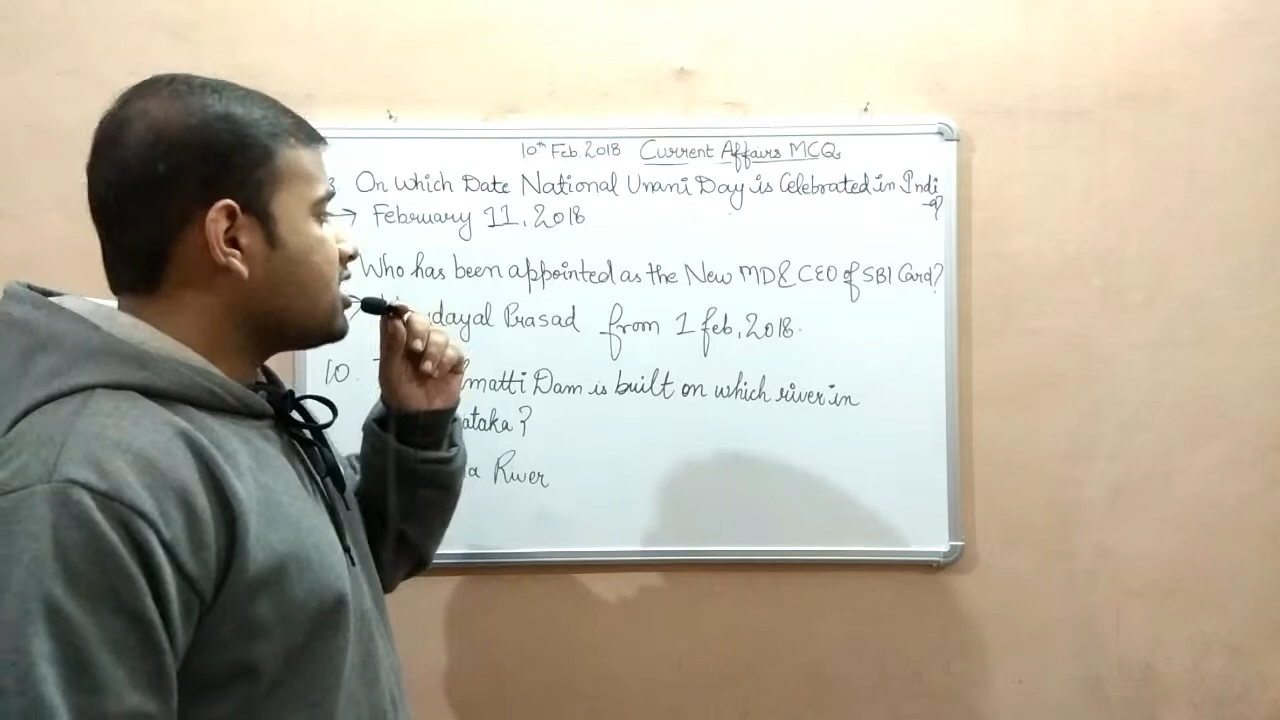 10th Feb. 2018 Current Affairs MCQs
On Which Date National Unani Day is Celebrated in Indi
a?
→ February 11, 2018
Who has been appointed as the New MD & CEO of SBI Card?
dayal Prasad from 1 feb, 2018.
10. matti Dam is built on which river in
ataka?
a River